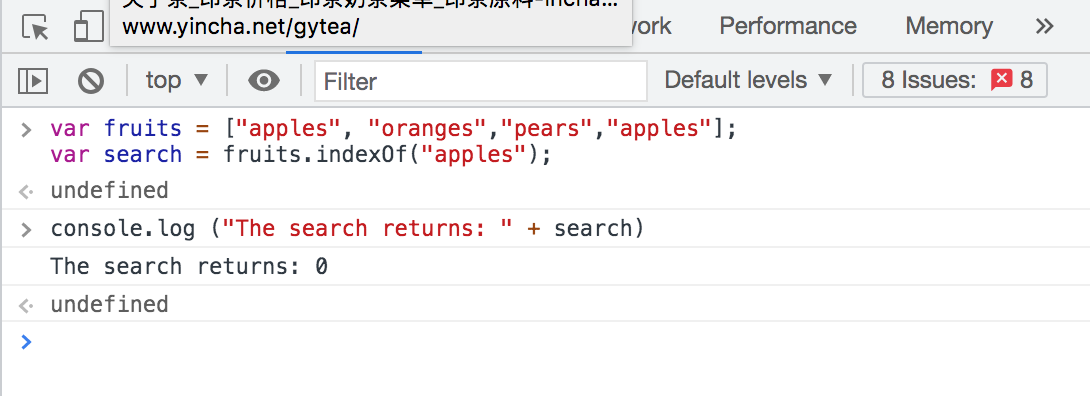 www.yincha.net/gytea/
work Performance Memory
top Filter Default levels 8 Issues: 8
var fruits = ["apples", "oranges","pears","apples"];
var search = fruits.indexOf("apples");
undefined
console.log ("The search returns: " + search)
The search returns: 0
undefined